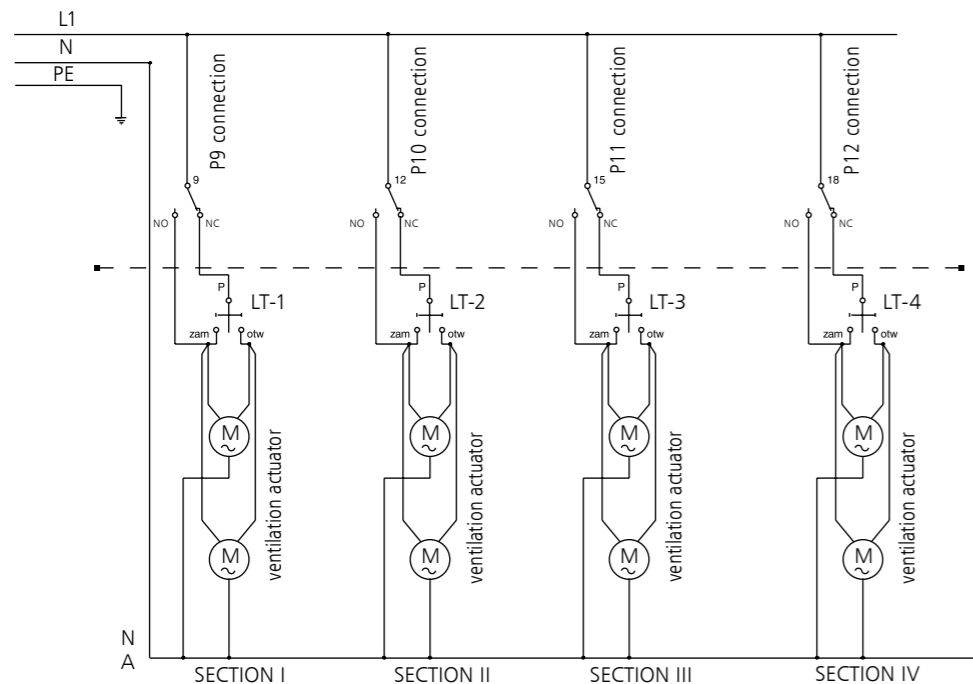 L1
N
PE
P9 connection
P10 connection
P11 connection
P12 connection
9
12
15
18
NO
NC
NO
NC
NO
NC
NO
NC
P
LT-1
P
LT-2
P
LT-3
P
LT-4
zam
otw
zam
otw
zam
otw
zam
otw
M
M
M
M
ventilation actuator
ventilation actuator
ventilation actuator
ventilation actuator
M
M
M
M
N
A
SECTION I
SECTION II
SECTION III
SECTION IV